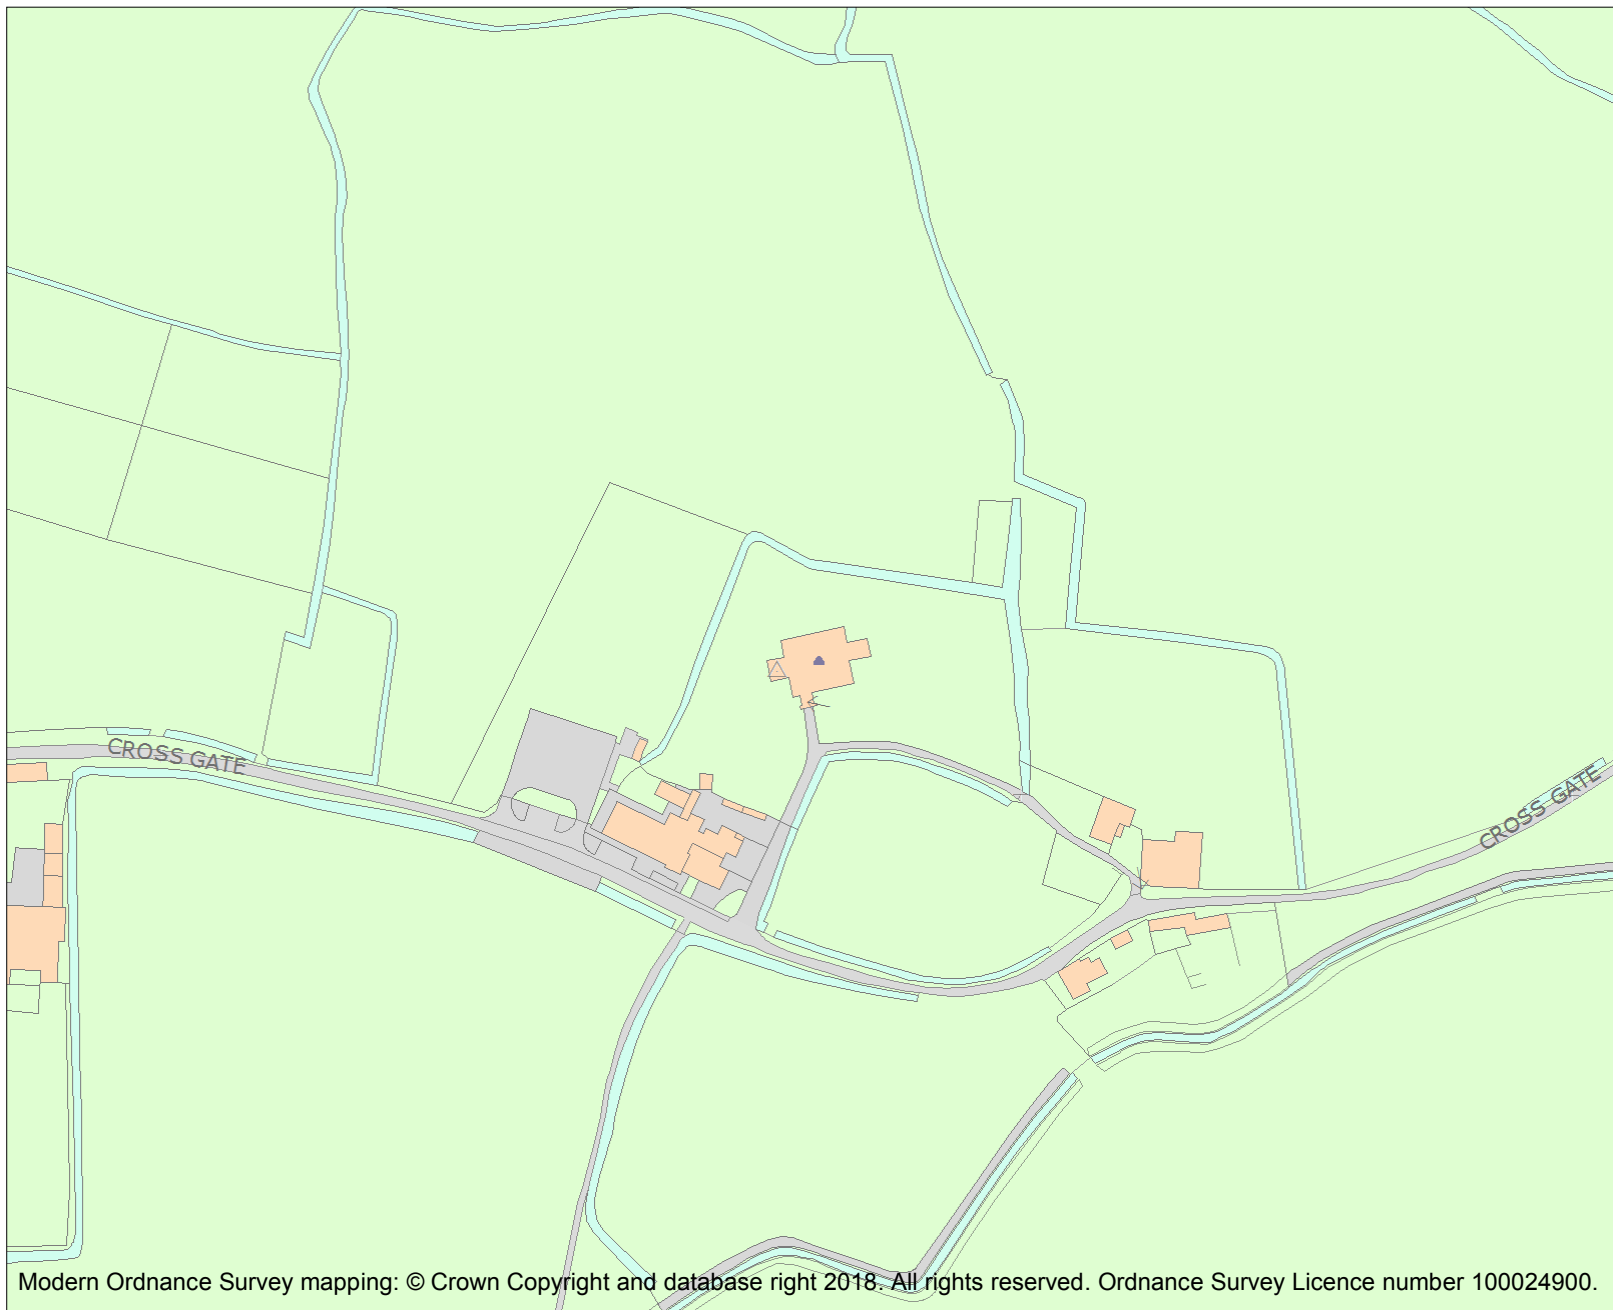 CROSS GATE
CROSS GATE
Modern Ordnance Survey mapping: © Crown Copyright and database right 2018. All rights reserved. Ordnance Survey Licence number 100024900.